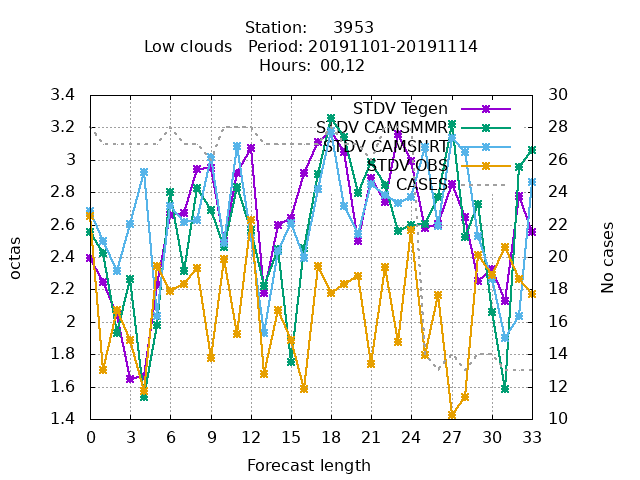 Station: 3953
Low clouds Period: 20191101-20191114
Hours: 00,12
STDV Tegen
STDV CAMSMMR
STDV CAMSMRT
STDV OBS
CASES
3.4
3.2
3
2.8
2.6
2.4
2.2
2
1.8
1.6
1.4
octas
30
28
26
24
22
20
18
16
14
12
10
No cases
0 3 6 9 12 15 18 21 24 27 30 33
Forecast length